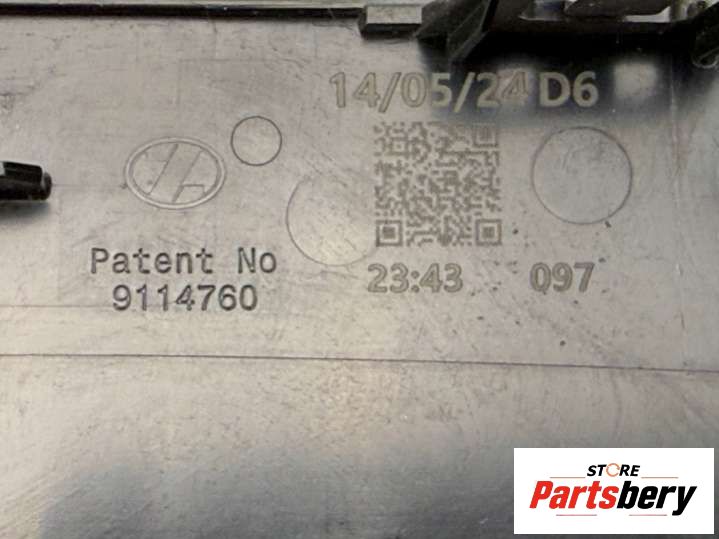 14/05/24 D6
Patent No
9114760
23:43 097
STORE
Partsbery